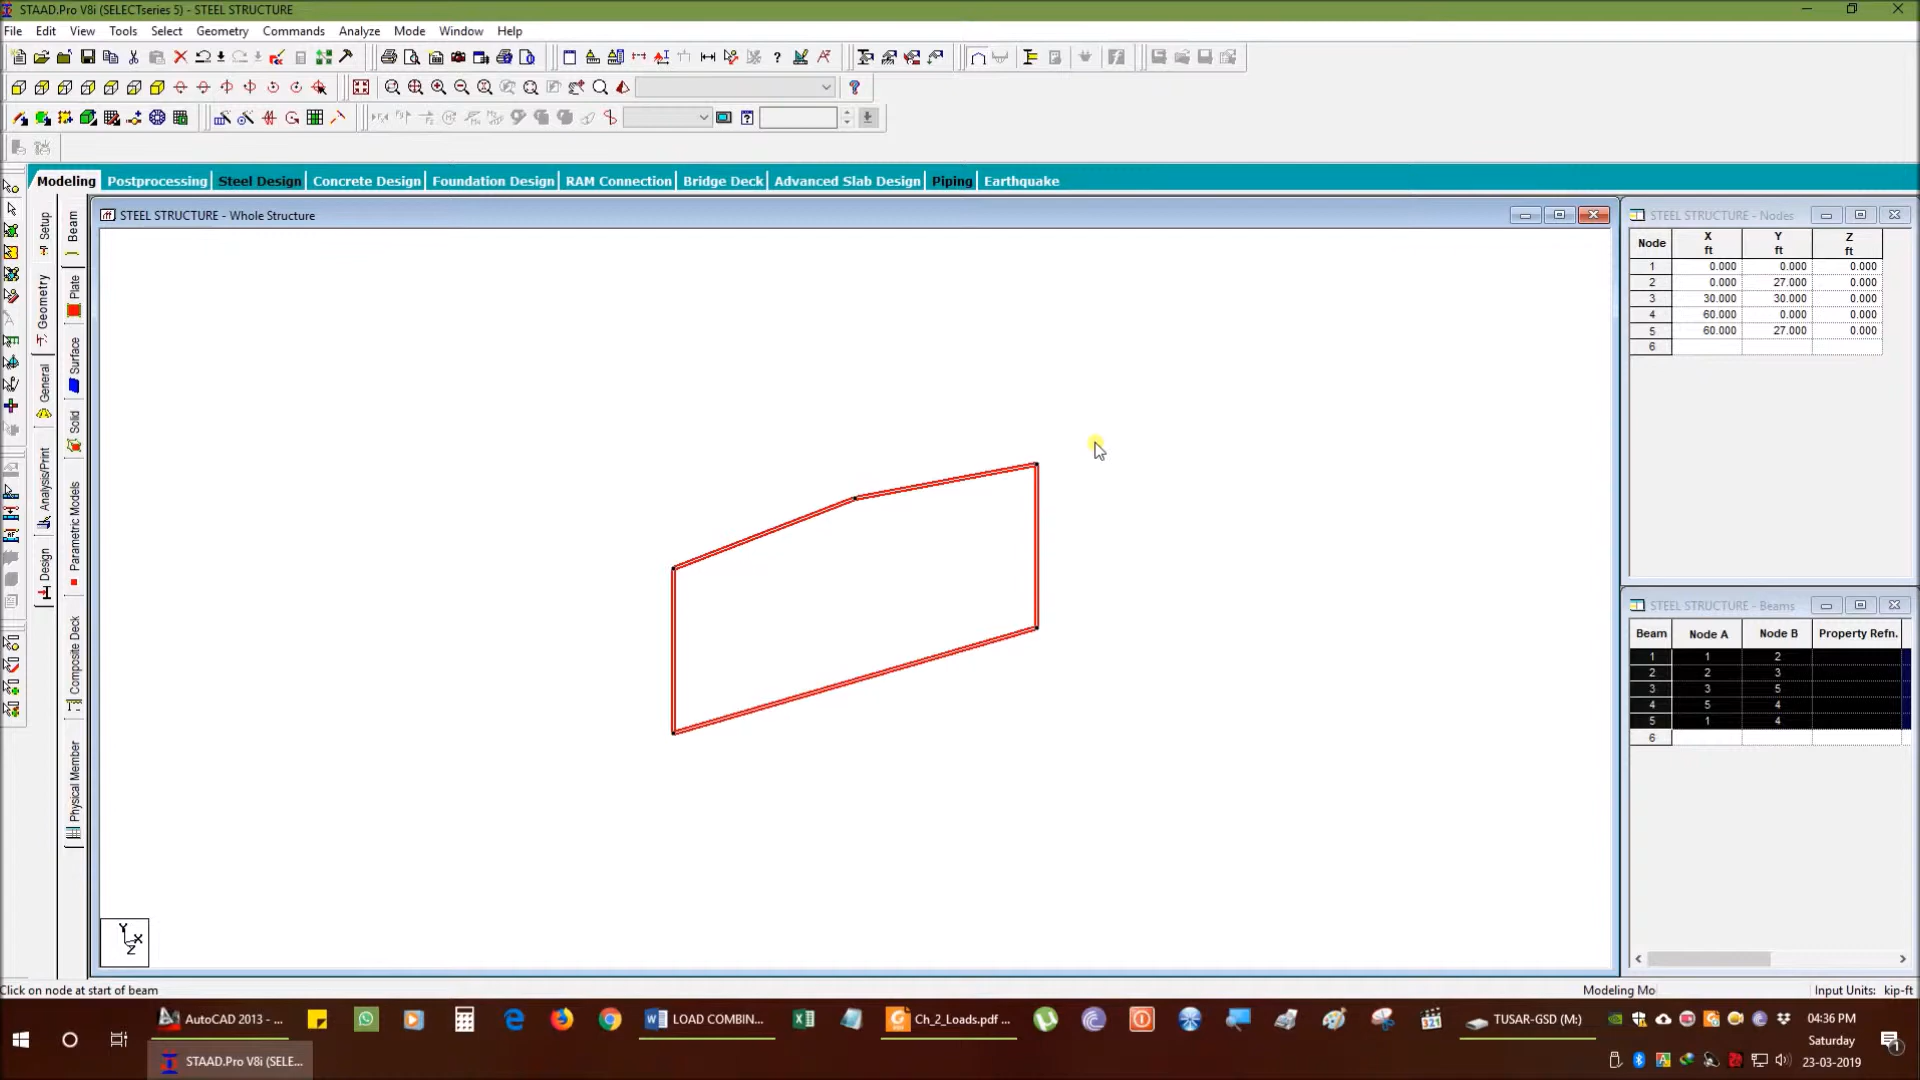 STAAD.Pro V8i (SELECTseries 5) - STEEL STRUCTURE
File Edit View Tools Select Geometry Commands Analyze Mode Window Help
Modeling Postprocessing Steel Design Concrete Design Foundation Design RAM Connection Bridge Deck Advanced Slab Design Piping Earthquake
Setup
Geometry
General
Analysis/Print
Design
Beam
Plate
Surface
Solid
Parametric Models
Composite Deck
Physical Member
STEEL STRUCTURE - Whole Structure
Y
X
Z
STEEL STRUCTURE - Nodes
Node X ft Y ft Z ft
1 0.000 0.000 0.000
2 0.000 27.000 0.000
3 30.000 30.000 0.000
4 60.000 0.000 0.000
5 60.000 27.000 0.000
6
STEEL STRUCTURE - Beams
Beam Node A Node B Property Refn.
1 1 2
2 2 3
3 3 5
4 5 4
5 1 4
6
Click on node at start of beam
Modeling Mo
Input Units: kip-ft
AutoCAD 2013 - ...
LOAD COMBIN...
Ch_2_Loads.pdf ...
TUSAR-GSD (M:)
STAAD.Pro V8i (SELE...
04:36 PM
Saturday
23-03-2019